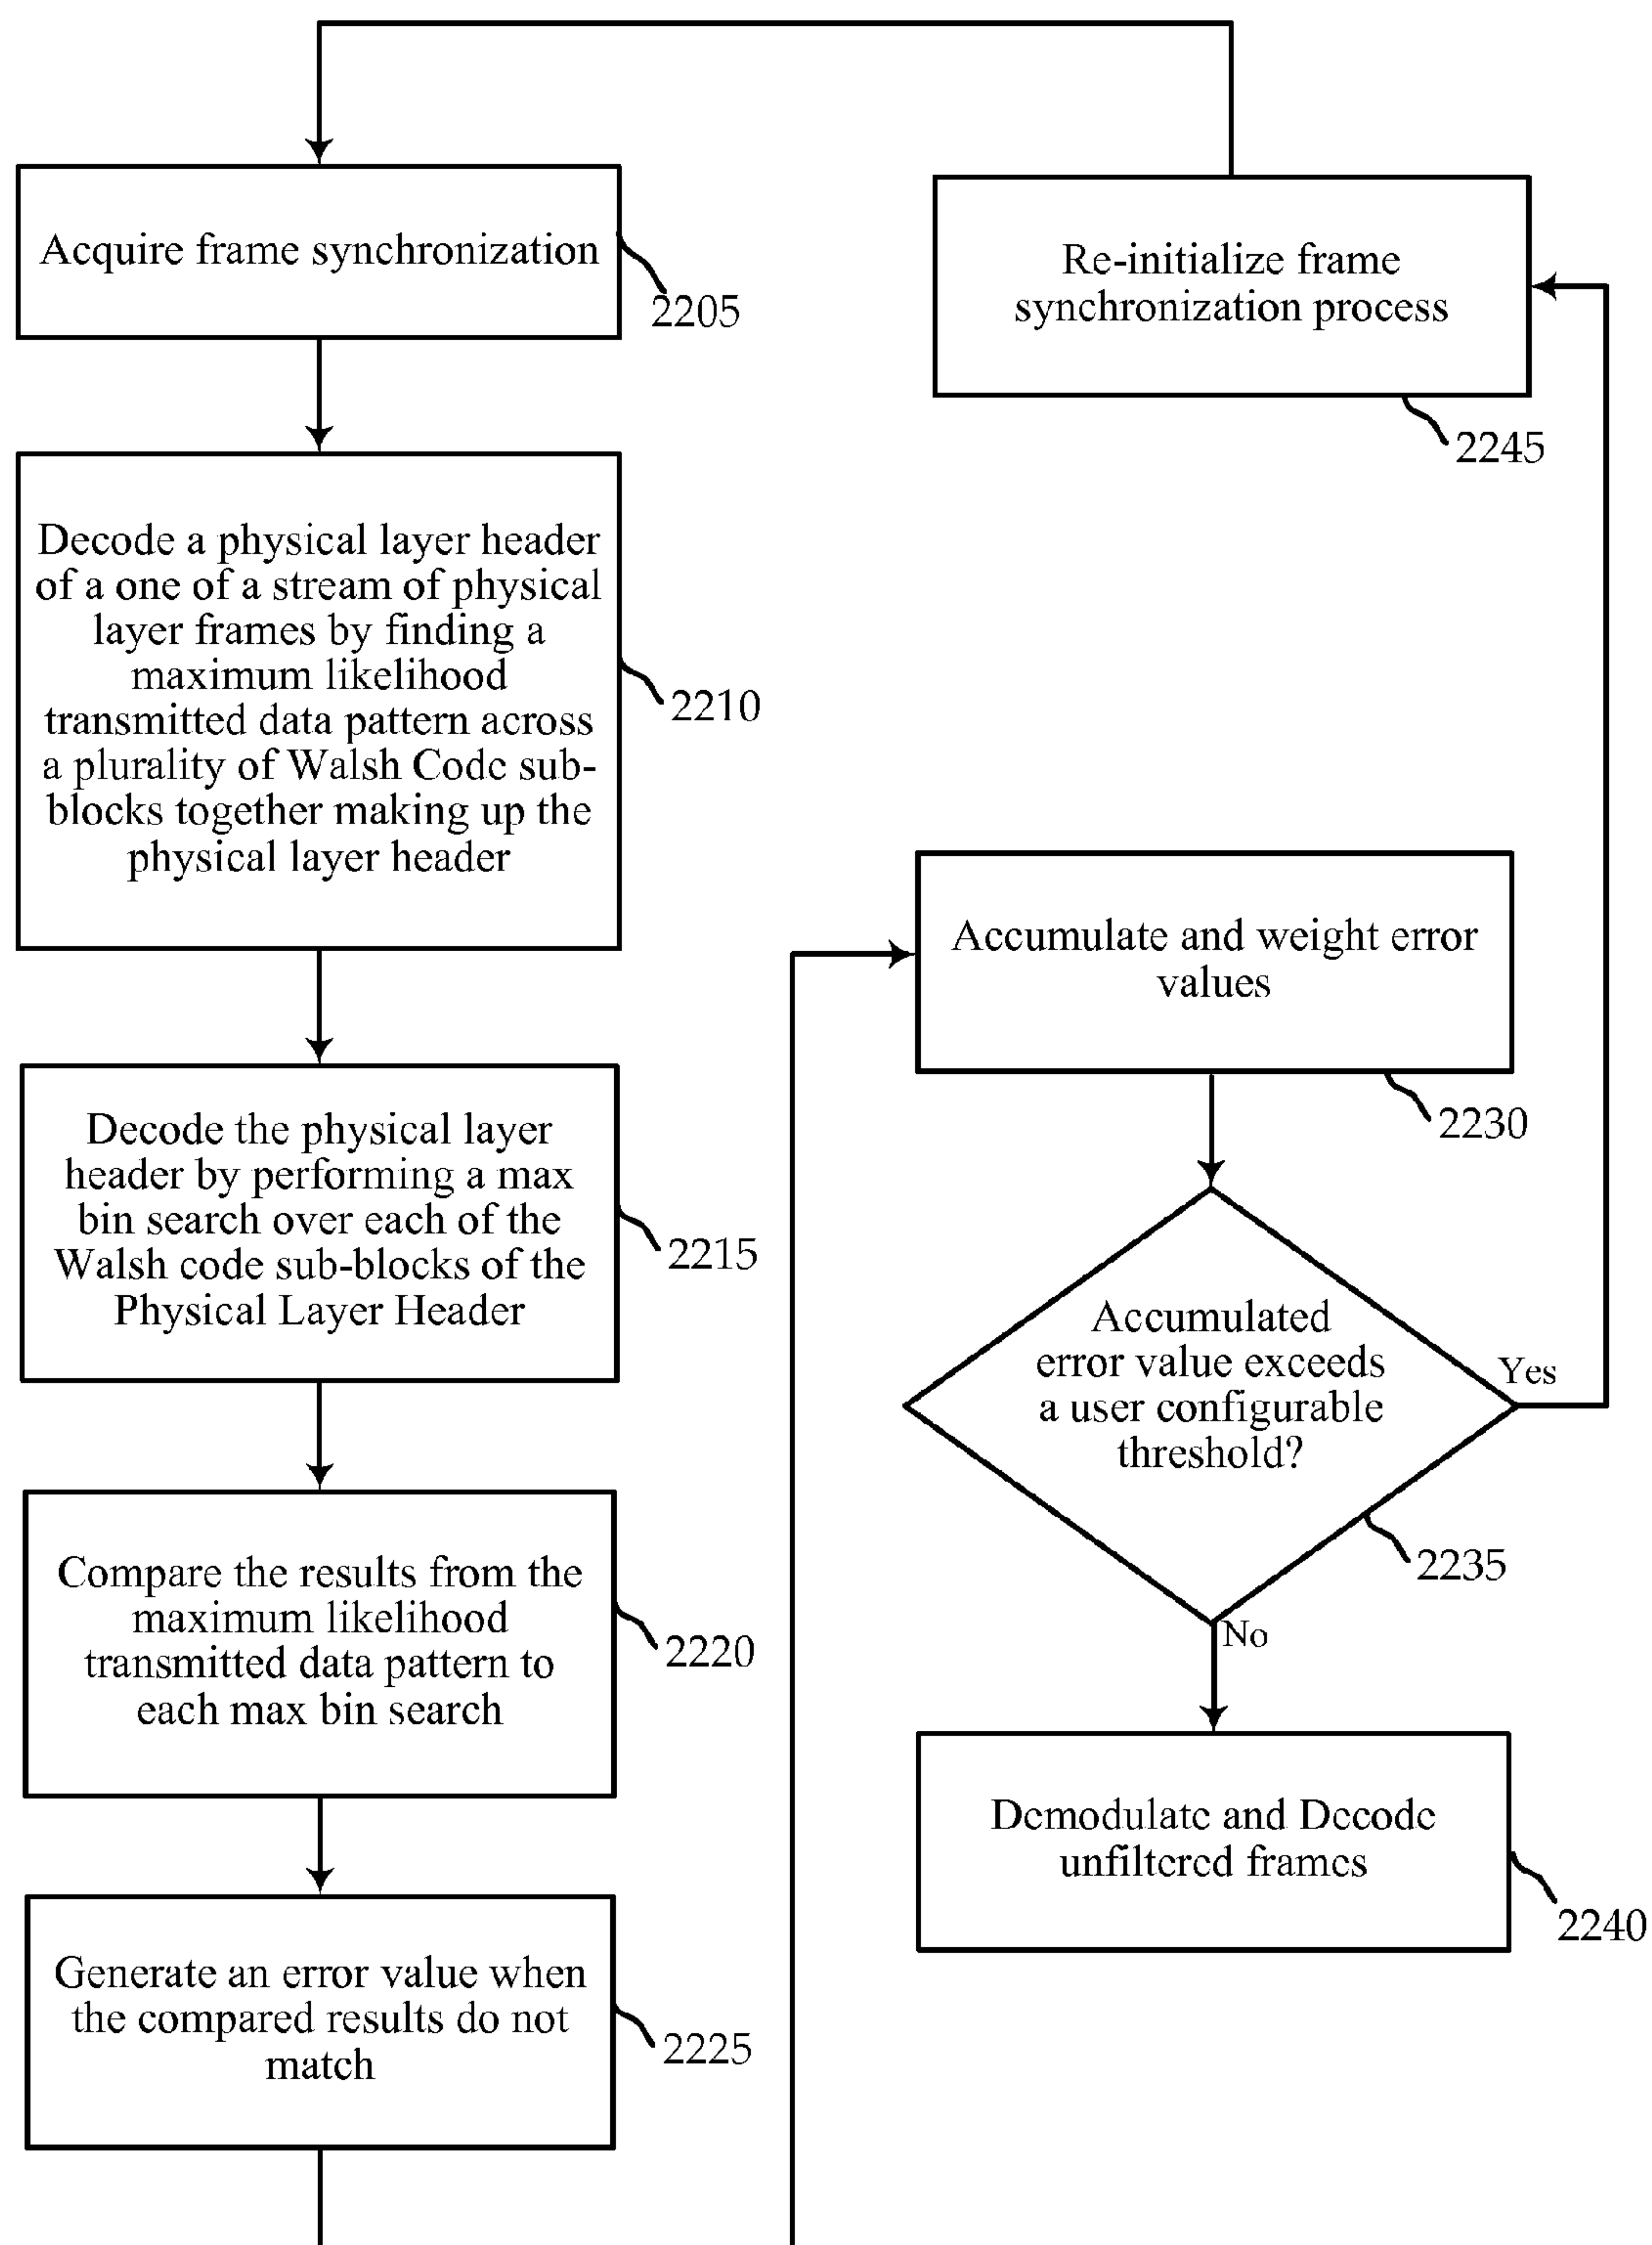 Acquire frame synchronization
2205
Decode a physical layer header
of a one of a stream of physical
layer frames by finding a
maximum likelihood
transmitted data pattern across
a plurality of Walsh Code sub-
blocks together making up the
physical layer header
2210
Decode the physical layer
header by performing a max
bin search over each of the
Walsh code sub-blocks of the
Physical Layer Header
2215
Compare the results from the
maximum likelihood
transmitted data pattern to
each max bin search
2220
Generate an error value when
the compared results do not
match
2225
Accumulate and weight error
values
2230
Accumulated
error value exceeds
a user configurable
threshold?
2235
Yes
No
Demodulate and Decode
unfiltered frames
2240
Re-initialize frame
synchronization process
2245